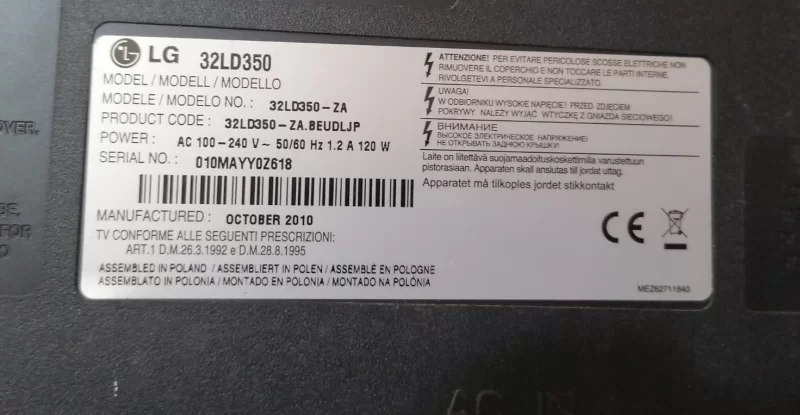 LG 32LD350
MODEL / MODELL / MODELLO
MODELE / MODELO NO. : 32LD350-ZA
PRODUCT CODE : 32LD350-ZA.BEUDLJP
POWER : AC 100-240 V ~ 50/60 Hz 1.2 A 120 W
SERIAL NO. : 010MAYY0Z618
MANUFACTURED : OCTOBER 2010
TV CONFORME ALLE SEGUENTI PRESCRIZIONI:
ART.1 D.M.26.3.1992 e D.M.28.8.1995
ASSEMBLED IN POLAND / ASSEMBLIERT IN POLEN / ASSEMBLÉ EN POLOGNE
ASSEMBLATO IN POLONIA / MONTADO EN POLONIA / MONTADO NA POLÓNIA
ATTENZIONE! PER EVITARE PERICOLOSE SCOSSE ELETTRICHE NON
RIMUOVERE IL COPERCHIO E NON TOCCARE LE PARTI INTERNE,
RIVOLGETEVI A PERSONALE SPECIALIZZATO.
UWAGA!
W ODBIORNIKU WYSOKIE NAPIĘCIE! PRZED ZDJĘCIEM
POKRYWY NALEŻY WYJĄĆ WTYCZKĘ Z GNIAZDA SIECIOWEGO!
ВНИМАНИЕ
ВЫСОКОЕ ЭЛЕКТРИЧЕСКОЕ НАПРЯЖЕНИЕ!
НЕ ОТКРЫВАТЬ ЗАДНЮЮ КРЫШКУ!
Laite on liitettävä suojamaadoituskoskettimilla varustettuun
pistorasiaan. Apparaten skall anslutas till jordat uttag.
Apparatet må tilkoples jordet stikkontakt
CE
MEZ62711640
OVER.
FOR
AC IN